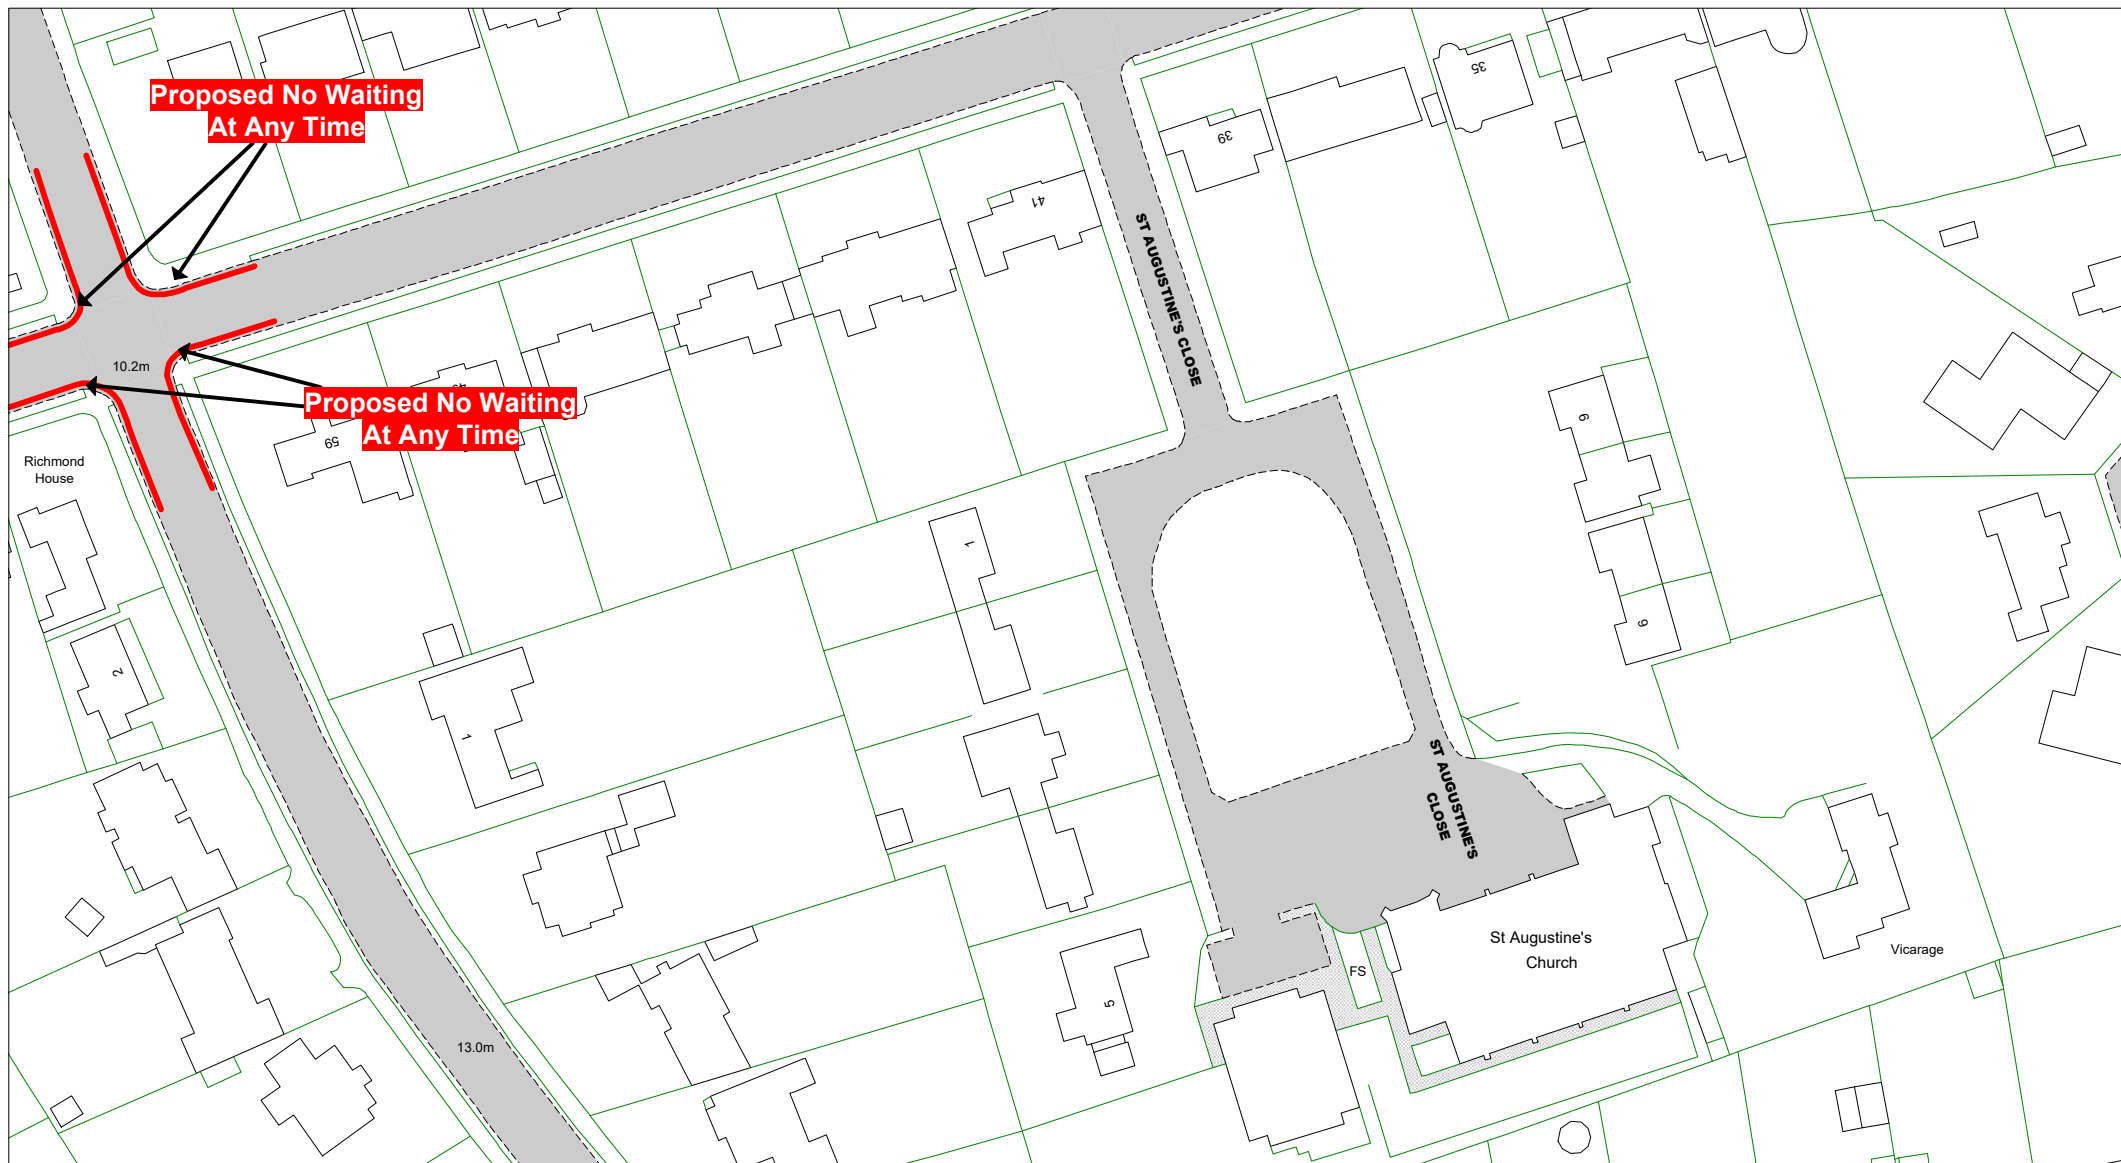 Proposed No Waiting
At Any Time
35
39
41
ST AUGUSTINE'S CLOSE
10.2m
Proposed No Waiting
At Any Time
59
Richmond
House
9
1
6
2
1
ST AUGUSTINE'S
CLOSE
St Augustine's
Church
Vicarage
FS
5
13.0m